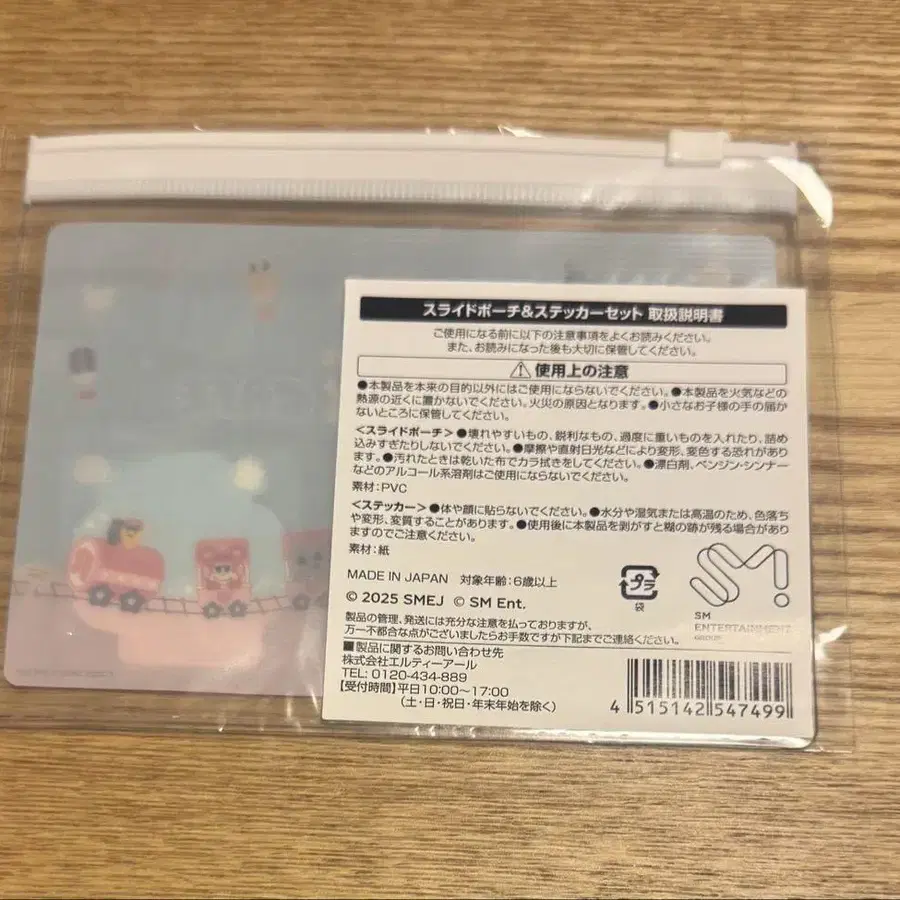 スライドポーチ&ステッカーセット 取扱説明書
ご使用になる前に以下の注意事項をよくお読みください。
また、お読みになった後も大切に保管してください。
⚠使用上の注意
●本製品を本来の目的以外にはご使用にならないでください。●本製品を火気などの
熱源の近くに置かないでください。火災の原因となります。●小さなお子様の手の届か
ないところに保管してください。
<スライドポーチ>●壊れやすいもの、鋭利なもの、過度に重いものを入れたり、詰め
込みすぎたりしないでください。●摩擦や直射日光などにより変形、変色する恐れがあり
ます。●汚れたときは乾いた布でカラ拭きをしてください。●漂白剤、ベンジン・シンナー
などのアルコール系溶剤はご使用にならないでください。
素材:PVC
<ステッカー>●体や顔に貼らないでください。●水分や湿気または高温のため、色落ち
や変形、変質することがあります。●使用後に本製品を剥がすと糊の跡が残る場合があり
ますのでご注意ください。
素材:紙
MADE IN JAPAN 対象年齢:6歳以上
プラ
袋
© 2025 SMEJ © SM Ent.
SM!
SM
ENTERTAINMENT
GROUP
製品の管理、発送には充分な注意を払っておりますが、
万一不都合な点がございましたらお手数ですが下記までご連絡ください。
■製品に関するお問い合わせ先
株式会社エルティーアール
TEL: 0120-434-889
【受付時間】平日10:00〜17:00
(土・日・祝日・年末年始を除く)
4 515142 547499